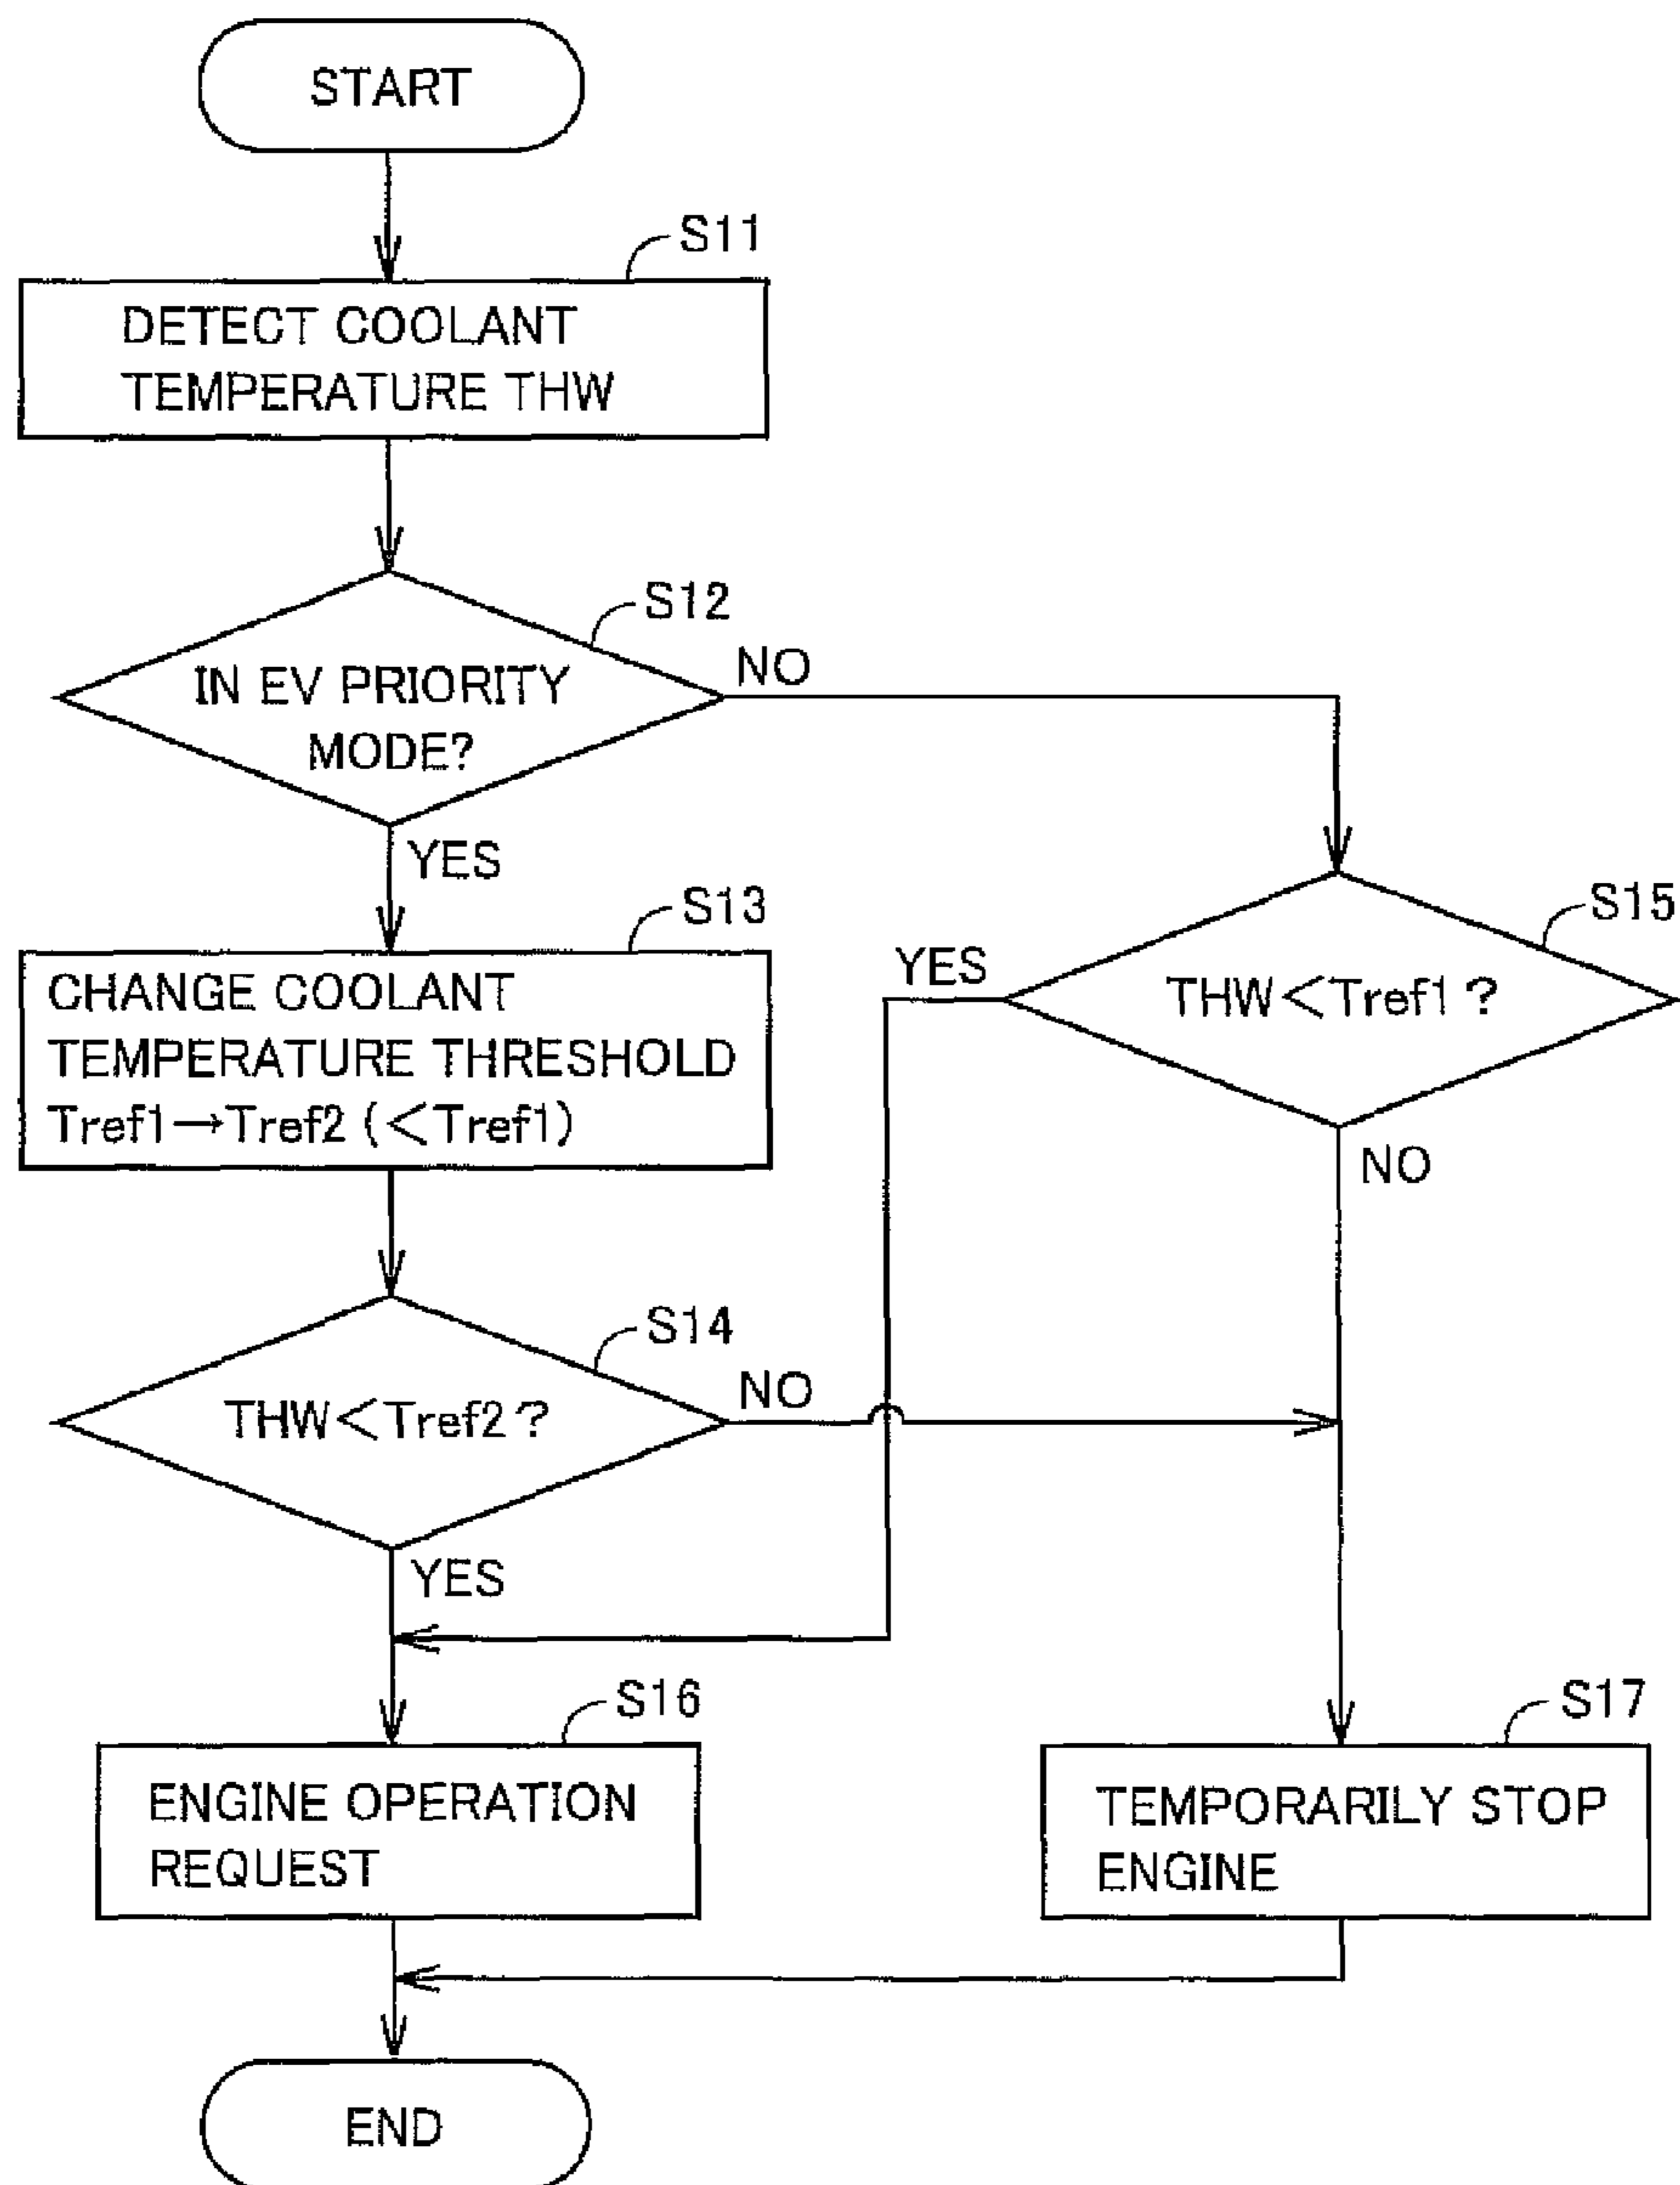 START
S11
DETECT COOLANT
TEMPERATURE THW
S12
IN EV PRIORITY
MODE?
NO
YES
S13
CHANGE COOLANT
TEMPERATURE THRESHOLD
Tref1→Tref2 (<Tref1)
S15
THW<Tref1?
YES
NO
S14
THW<Tref2?
NO
YES
S16
ENGINE OPERATION
REQUEST
S17
TEMPORARILY STOP
ENGINE
END